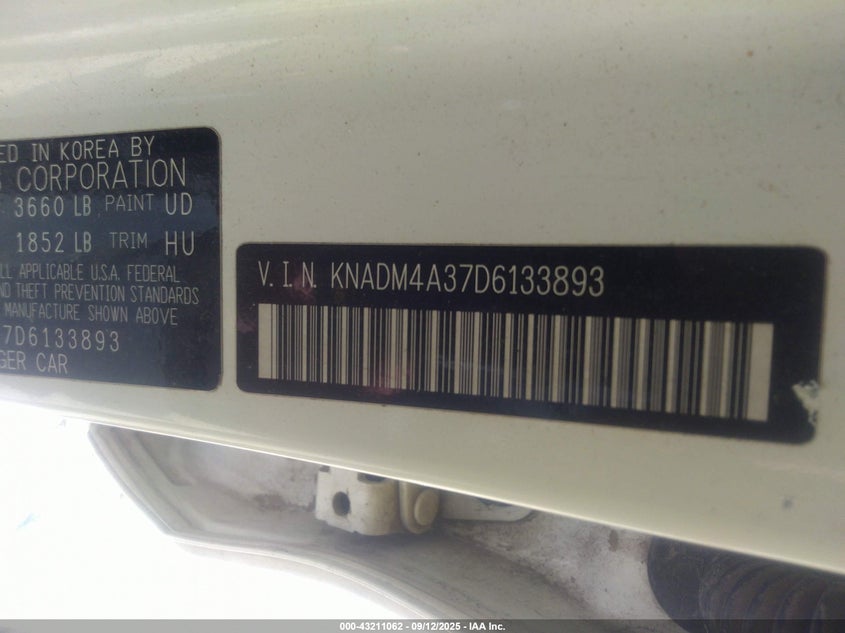 ED IN KOREA BY
CORPORATION
3660 LB PAINT UD
1852 LB TRIM HU
ALL APPLICABLE U.S.A. FEDERAL
ND THEFT PREVENTION STANDARDS
MANUFACTURE SHOWN ABOVE
7D6133893
GER CAR
V.I.N. KNADM4A37D6133893
000-43211062 - 09/12/2025 - IAA Inc.